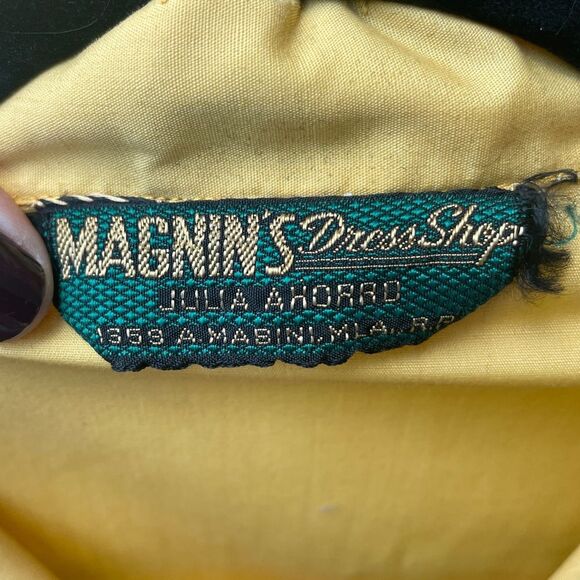 MAGNIN'S Dress Shop
JULIA AHORRO
1353 A. MABINI, MLA., R.P.